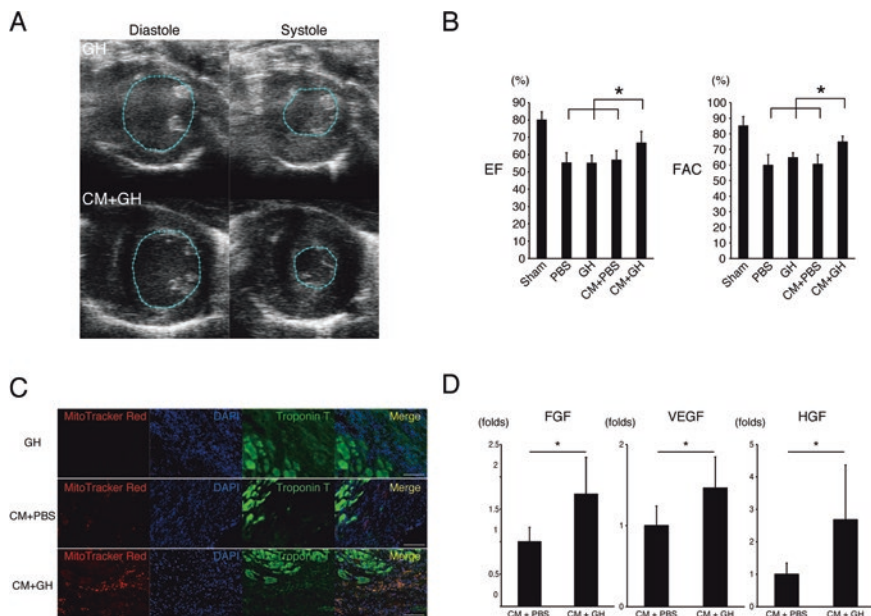 A
Diastole Systole
GH
CM+GH
B
(%)
90
80
70
60
50
40
30
20
10
0
EF
*
Sham
PBS
GH
CM+PBS
CM+GH
(%)
100
90
80
70
60
50
40
30
20
10
0
FAC
*
Sham
PBS
GH
CM+PBS
CM+GH
C
MitoTracker Red DAPI Troponin T Merge
GH
MitoTracker Red DAPI Troponin T Merge
CM+PBS
MitoTracker Red DAPI Troponin T Merge
CM+GH
D
(folds) FGF
2.5
2
1.5
1
0.5
0
*
CM + PBS CM + GH
(folds) VEGF
2
1
0
*
CM + PBS CM + GH
(folds) HGF
5
4
3
2
1
0
*
CM + PBS CM + GH